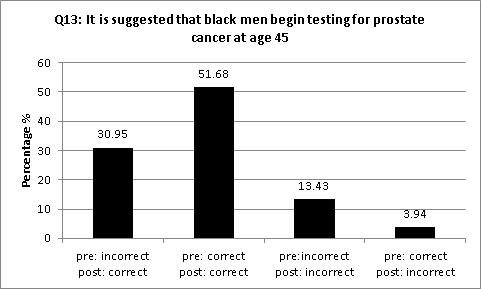 Q13: It is suggested that black men begin testing for prostate
cancer at age 45
Percentage %
60
50
40
30
20
10
0
30.95
51.68
13.43
3.94
pre: incorrect
post: correct
pre: correct
post: correct
pre:incorrect
post: incorrect
pre: correct
post: incorrect